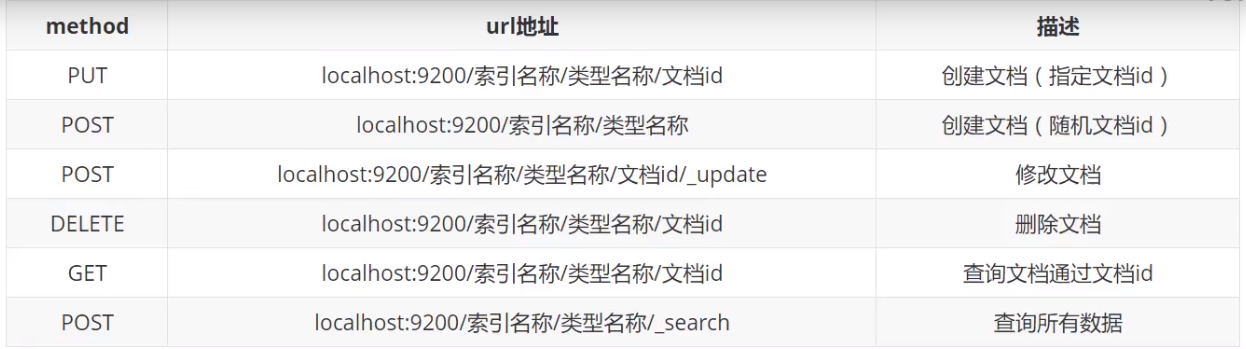 method url地址 描述
PUT localhost:9200/索引名称/类型名称/文档id 创建文档（指定文档id）
POST localhost:9200/索引名称/类型名称 创建文档（随机文档id）
POST localhost:9200/索引名称/类型名称/文档id/_update 修改文档
DELETE localhost:9200/索引名称/类型名称/文档id 删除文档
GET localhost:9200/索引名称/类型名称/文档id 查询文档通过文档id
POST localhost:9200/索引名称/类型名称/_search 查询所有数据